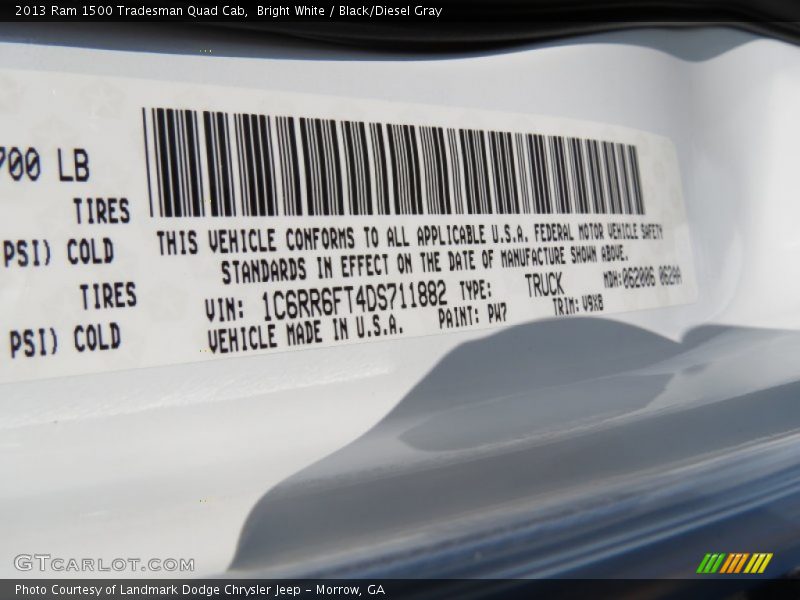 2013 Ram 1500 Tradesman Quad Cab, Bright White / Black/Diesel Gray
700 LB
TIRES
PSI) COLD
TIRES
PSI) COLD
THIS VEHICLE CONFORMS TO ALL APPLICABLE U.S.A. FEDERAL MOTOR VEHICLE SAFETY
STANDARDS IN EFFECT ON THE DATE OF MANUFACTURE SHOWN ABOVE.
VIN: 1C6RR6FT4DS711882 TYPE: TRUCK MDH: 062006 062AA
VEHICLE MADE IN U.S.A. PAINT: PW7 TRIM: V9X8
GTCARLOT.COM
Photo Courtesy of Landmark Dodge Chrysler Jeep - Morrow, GA